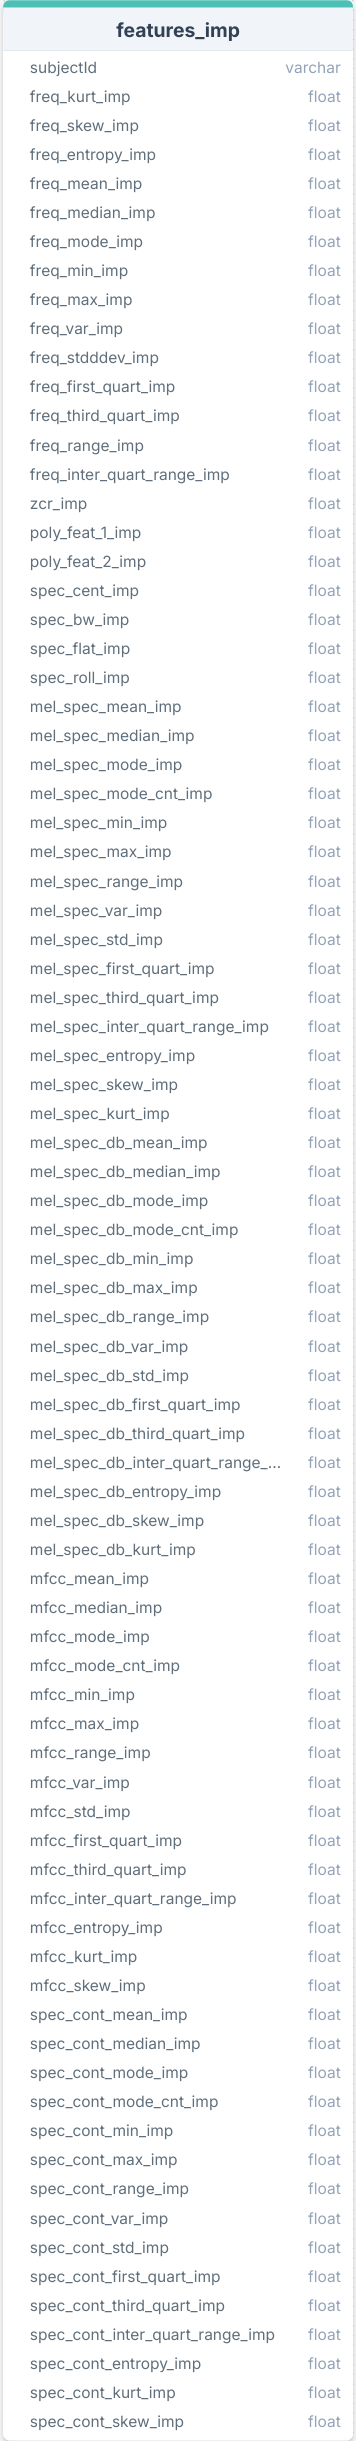 features_imp
subjectId varchar
freq_kurt_imp float
freq_skew_imp float
freq_entropy_imp float
freq_mean_imp float
freq_median_imp float
freq_mode_imp float
freq_min_imp float
freq_max_imp float
freq_var_imp float
freq_stdddev_imp float
freq_first_quart_imp float
freq_third_quart_imp float
freq_range_imp float
freq_inter_quart_range_imp float
zcr_imp float
poly_feat_1_imp float
poly_feat_2_imp float
spec_cent_imp float
spec_bw_imp float
spec_flat_imp float
spec_roll_imp float
mel_spec_mean_imp float
mel_spec_median_imp float
mel_spec_mode_imp float
mel_spec_mode_cnt_imp float
mel_spec_min_imp float
mel_spec_max_imp float
mel_spec_range_imp float
mel_spec_var_imp float
mel_spec_std_imp float
mel_spec_first_quart_imp float
mel_spec_third_quart_imp float
mel_spec_inter_quart_range_imp float
mel_spec_entropy_imp float
mel_spec_skew_imp float
mel_spec_kurt_imp float
mel_spec_db_mean_imp float
mel_spec_db_median_imp float
mel_spec_db_mode_imp float
mel_spec_db_mode_cnt_imp float
mel_spec_db_min_imp float
mel_spec_db_max_imp float
mel_spec_db_range_imp float
mel_spec_db_var_imp float
mel_spec_db_std_imp float
mel_spec_db_first_quart_imp float
mel_spec_db_third_quart_imp float
mel_spec_db_inter_quart_range_... float
mel_spec_db_entropy_imp float
mel_spec_db_skew_imp float
mel_spec_db_kurt_imp float
mfcc_mean_imp float
mfcc_median_imp float
mfcc_mode_imp float
mfcc_mode_cnt_imp float
mfcc_min_imp float
mfcc_max_imp float
mfcc_range_imp float
mfcc_var_imp float
mfcc_std_imp float
mfcc_first_quart_imp float
mfcc_third_quart_imp float
mfcc_inter_quart_range_imp float
mfcc_entropy_imp float
mfcc_kurt_imp float
mfcc_skew_imp float
spec_cont_mean_imp float
spec_cont_median_imp float
spec_cont_mode_imp float
spec_cont_mode_cnt_imp float
spec_cont_min_imp float
spec_cont_max_imp float
spec_cont_range_imp float
spec_cont_var_imp float
spec_cont_std_imp float
spec_cont_first_quart_imp float
spec_cont_third_quart_imp float
spec_cont_inter_quart_range_imp float
spec_cont_entropy_imp float
spec_cont_kurt_imp float
spec_cont_skew_imp float